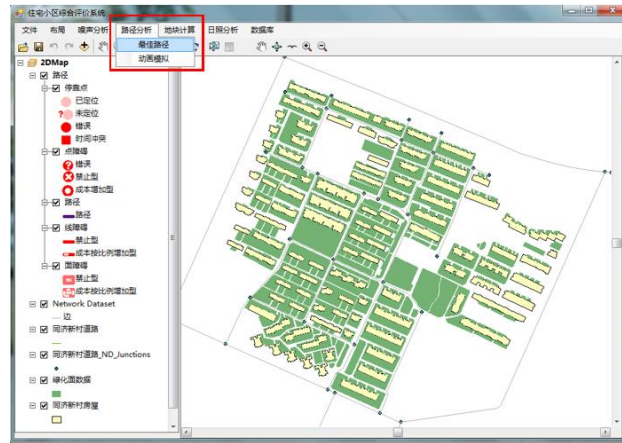 住宅小区综合评价系统
文件 布局 噪声分析 路径分析 地块计算 日照分析 数据库
最佳路径
动画模拟
2DMap
路径
停靠点
已定位
未定位
错误
时间冲突
点障碍
错误
禁止型
成本增加型
路径
路径
线障碍
禁止型
成本按比例增加型
面障碍
禁止型
成本按比例增加型
Network Dataset
边
同济新村道路
同济新村道路_ND_Junctions
绿化面数据
同济新村房屋